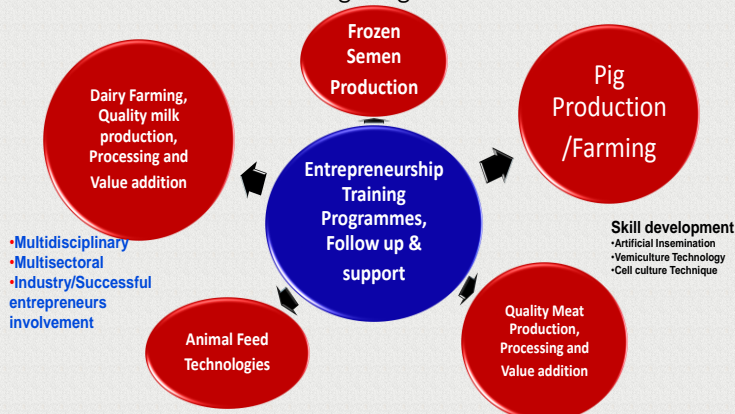 Frozen
Semen
Production
Dairy Farming,
Quality milk
production,
Processing and
Value addition
Pig
Production
/Farming
Entrepreneurship
Training
Programmes,
Follow up &
support
•Multidisciplinary
•Multisectoral
•Industry/Successful
entrepreneurs
involvement
Skill development
•Artificial Insemination
•Vemiculture Technology
•Cell culture Technique
Animal Feed
Technologies
Quality Meat
Production,
Processing and
Value addition